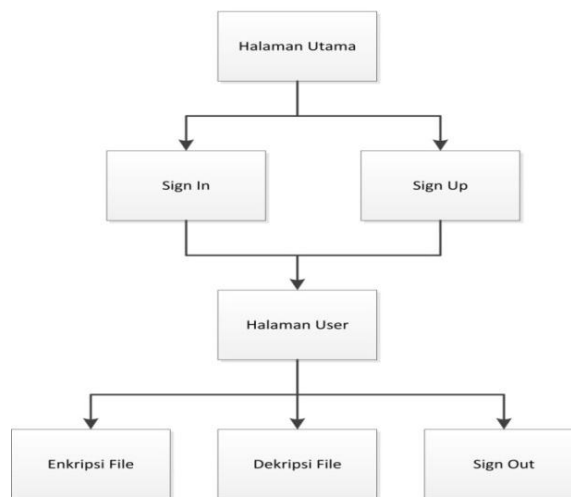 Halaman Utama
Sign In
Sign Up
Halaman User
Enkripsi File
Dekripsi File
Sign Out